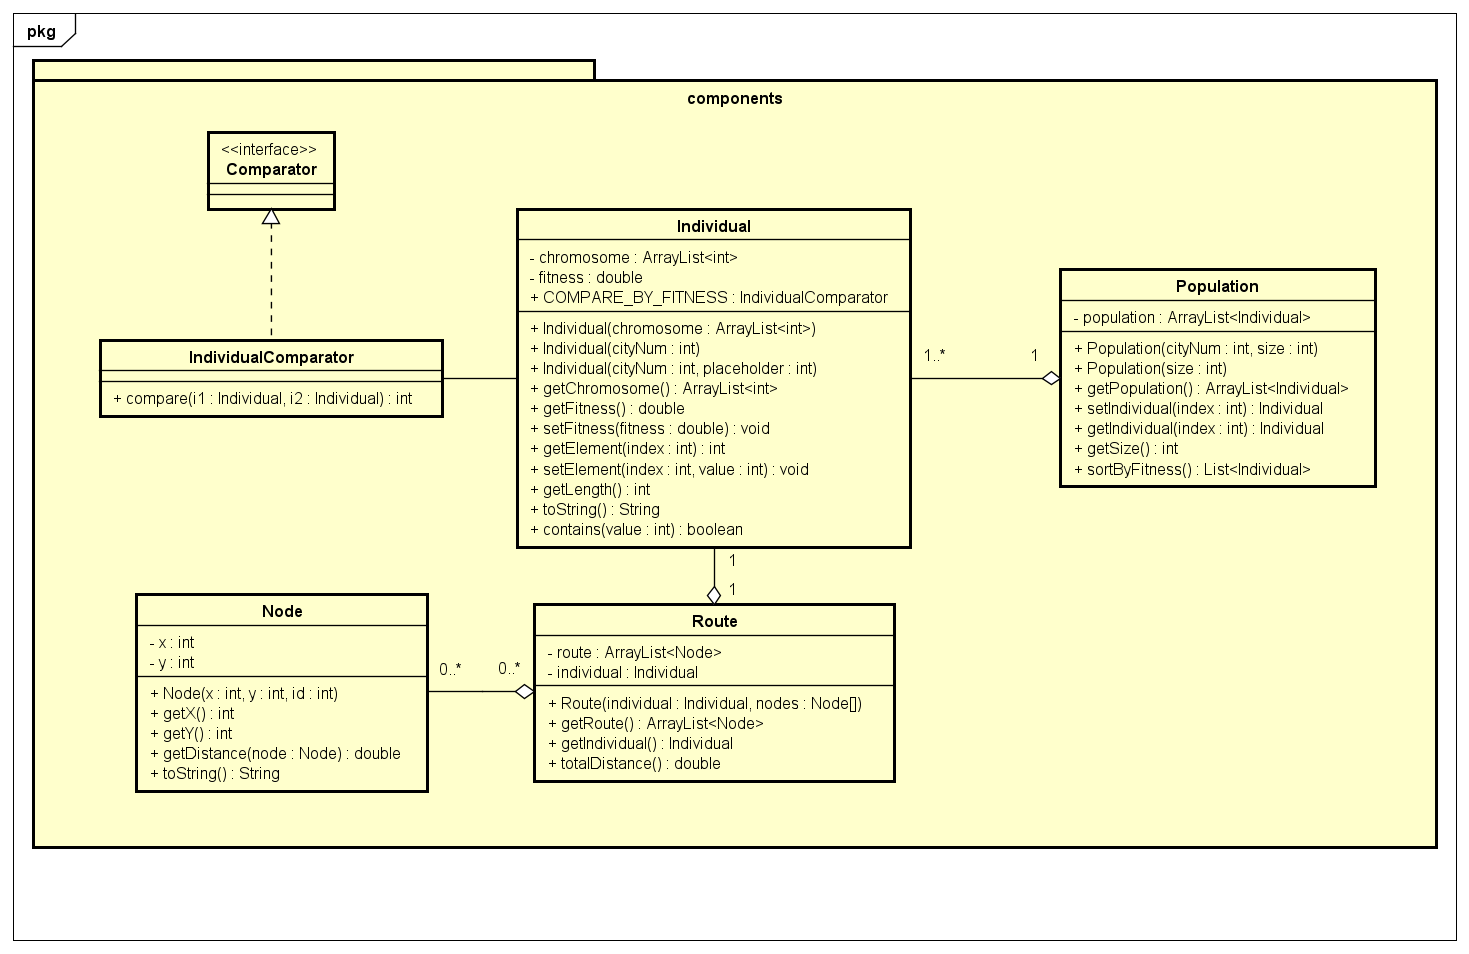 pkg
components
<<interface>>
Comparator
IndividualComparator
+ compare(i1 : Individual, i2 : Individual) : int
Individual
- chromosome : ArrayList<int>
- fitness : double
+ COMPARE_BY_FITNESS : IndividualComparator
+ Individual(chromosome : ArrayList<int>)
+ Individual(cityNum : int)
+ Individual(cityNum : int, placeholder : int)
+ getChromosome() : ArrayList<int>
+ getFitness() : double
+ setFitness(fitness : double) : void
+ getElement(index : int) : int
+ setElement(index : int, value : int) : void
+ getLength() : int
+ toString() : String
+ contains(value : int) : boolean
1..*
1
Population
- population : ArrayList<Individual>
+ Population(cityNum : int, size : int)
+ Population(size : int)
+ getPopulation() : ArrayList<Individual>
+ setIndividual(index : int) : Individual
+ getIndividual(index : int) : Individual
+ getSize() : int
+ sortByFitness() : List<Individual>
1
1
Node
- x : int
- y : int
+ Node(x : int, y : int, id : int)
+ getX() : int
+ getY() : int
+ getDistance(node : Node) : double
+ toString() : String
0..*
0..*
Route
- route : ArrayList<Node>
- individual : Individual
+ Route(individual : Individual, nodes : Node[])
+ getRoute() : ArrayList<Node>
+ getIndividual() : Individual
+ totalDistance() : double